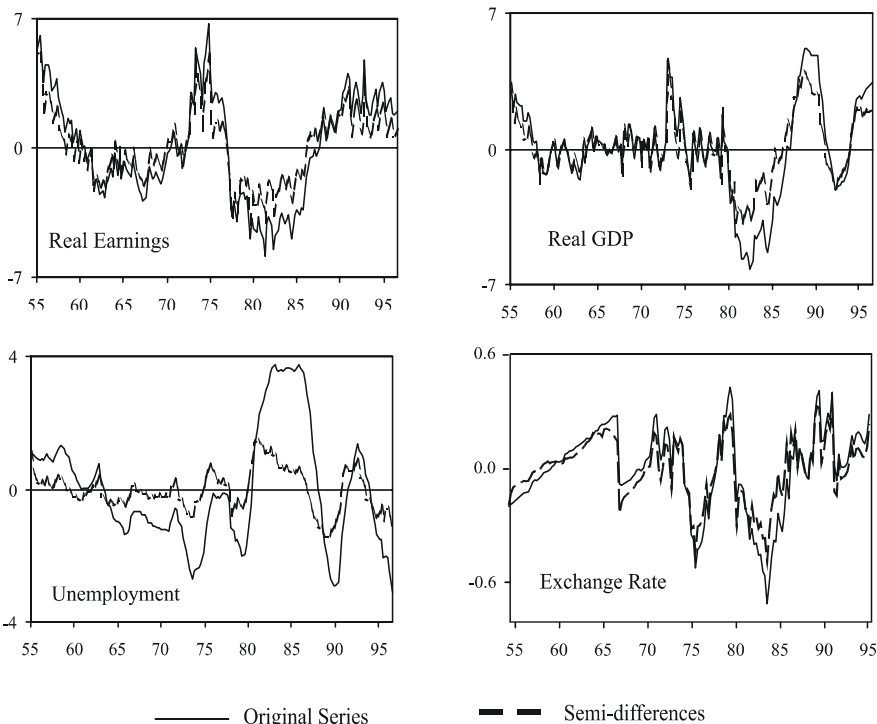 7
0
-7
Real Earnings
55 60 65 70 75 80 85 90 95
7
0
-7
Real GDP
55 60 65 70 75 80 85 90 95
4
0
-4
Unemployment
55 60 65 70 75 80 85 90 95
0.6
0.0
-0.6
Exchange Rate
55 60 65 70 75 80 85 90 95
Original Series
Semi-differences